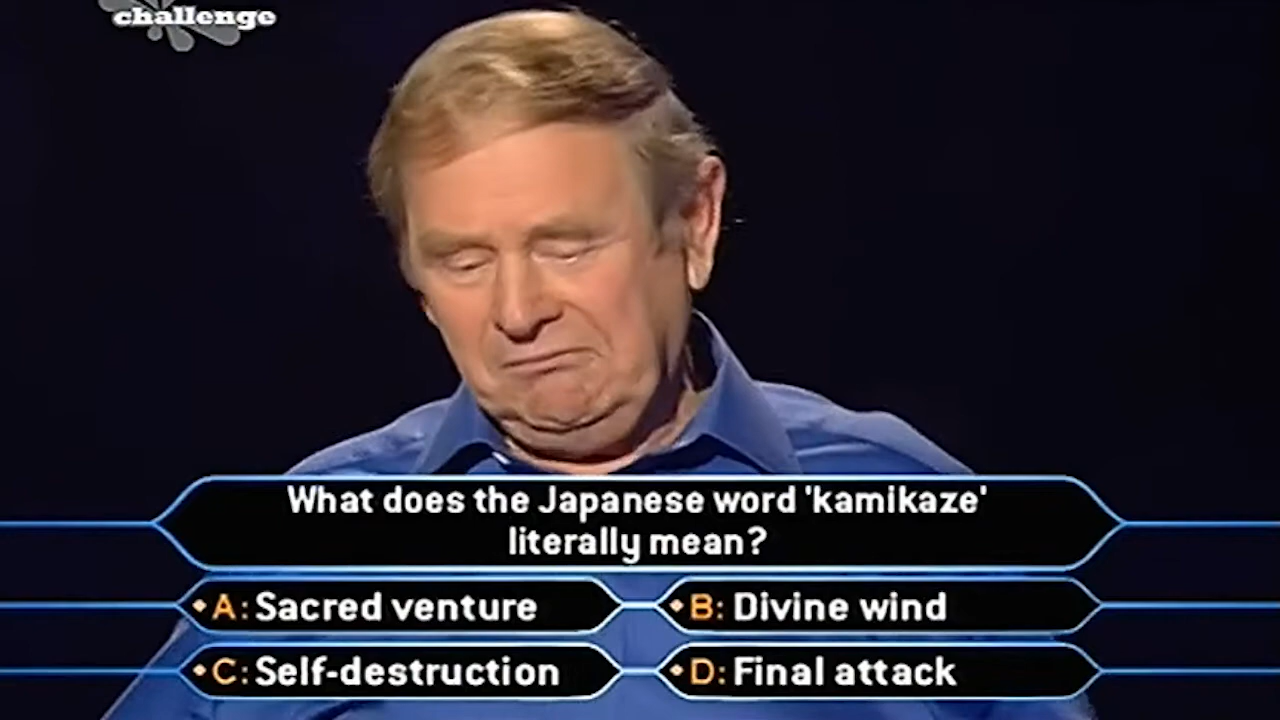 challenge
What does the Japanese word 'kamikaze'
literally mean?
A: Sacred venture
B: Divine wind
C: Self-destruction
D: Final attack